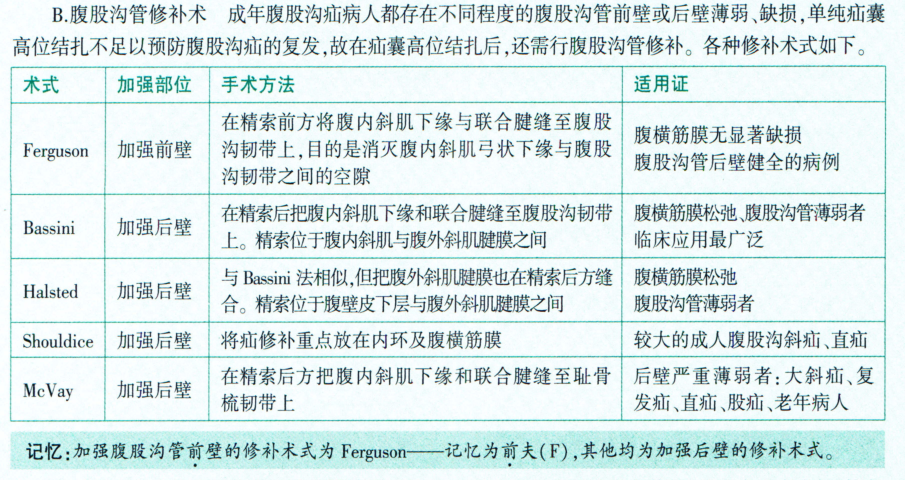 B.腹股沟管修补术 成年腹股沟疝病人都存在不同程度的腹股沟管前壁或后壁薄弱、缺损,单纯疝囊
高位结扎不足以预防腹股沟疝的复发,故在疝囊高位结扎后,还需行腹股沟管修补。各种修补术式如下。
术式 加强部位 手术方法 适用证
Ferguson 加强前壁
在精索前方将腹内斜肌下缘与联合腱缝至腹股
沟韧带上,目的是消灭腹内斜肌弓状下缘与腹股
沟韧带之间的空隙
腹横筋膜无显著缺损
腹股沟管后壁健全的病例
Bassini 加强后壁
在精索后把腹内斜肌下缘和联合腱缝至腹股沟韧带
上。精索位于腹内斜肌与腹外斜肌腱膜之间
腹横筋膜松弛、腹股沟管薄弱者
临床应用最广泛
Halsted 加强后壁
与 Bassini 法相似,但把腹外斜肌腱膜也在精索后方缝
合。精索位于腹壁皮下层与腹外斜肌腱膜之间
腹横筋膜松弛
腹股沟管薄弱者
Shouldice 加强后壁 将疝修补重点放在内环及腹横筋膜 较大的成人腹股沟斜疝、直疝
McVay 加强后壁
在精索后方把腹内斜肌下缘和联合腱缝至耻骨
梳韧带上
后壁严重薄弱者:大斜疝、复
发疝、直疝、股疝、老年病人
记忆:加强腹股沟管前壁的修补术式为 Ferguson——记忆为前夫(F),其他均为加强后壁的修补术式。